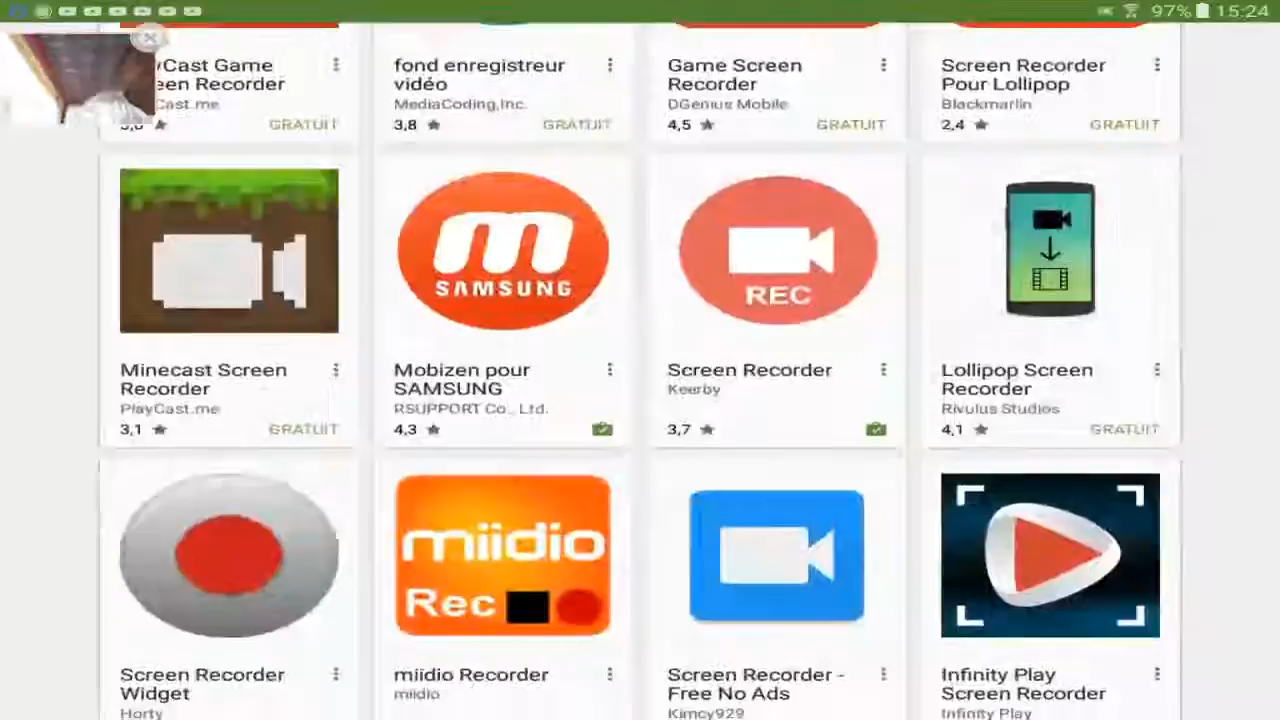 97% 15:24
Cast Game
en Recorder
Cast.me
GRATUIT
fond enregistreur
vidéo
MediaCoding,Inc.
3,8 GRATUIT
Game Screen
Recorder
DGenius Mobile
4,5 GRATUIT
Screen Recorder
Pour Lollipop
Blackmarlin
2,4 GRATUIT
Minecast Screen
Recorder
PlayCast.me
3,1 GRATUIT
m
SAMSUNG
Mobizen pour
SAMSUNG
RSUPPORT Co., Ltd.
4,3
REC
Screen Recorder
Keerby
3,7
Lollipop Screen
Recorder
Rivulus Studios
4,1 GRATUIT
Screen Recorder
Widget
Horty
miidio
Rec
miidio Recorder
miidio
Screen Recorder -
Free No Ads
Kimcy929
Infinity Play
Screen Recorder
Infinity Play